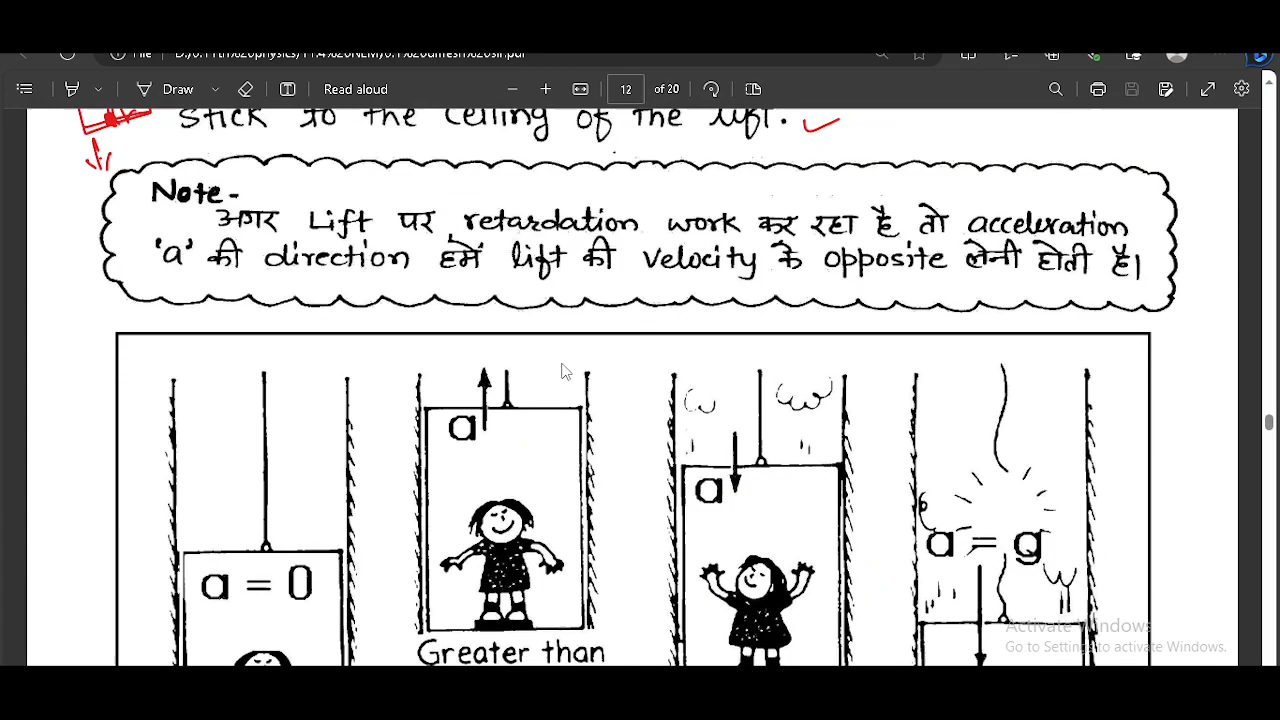 Draw
Read aloud
12
of 20
stick to the ceiling of the lift.
Note -
अगर Lift पर retardation work कर रहा है तो acceleration
'a' की direction हमें lift की velocity के opposite लेनी होती है।
a
a
a = g
a = 0
Greater than
Activate Windows
Go to Settings to activate Windows.